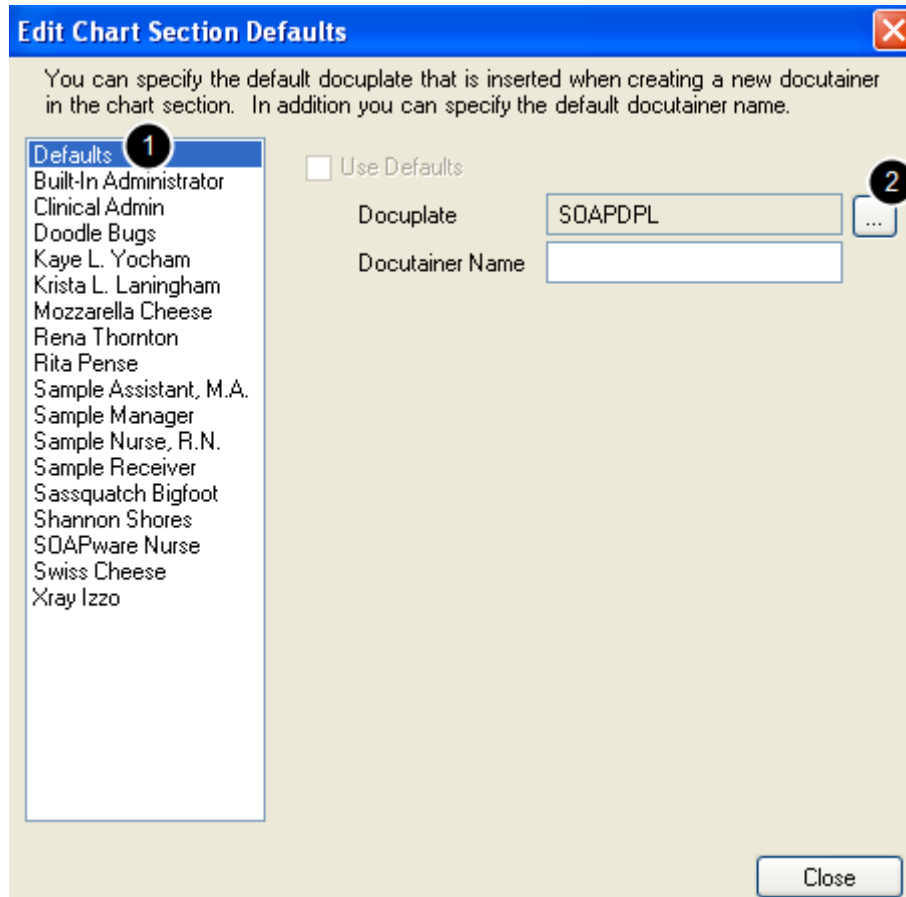 Edit Chart Section Defaults
You can specify the default docuplate that is inserted when creating a new docutainer
in the chart section. In addition you can specify the default docutainer name.
Defaults 1
Built-In Administrator
Clinical Admin
Doodle Bugs
Kaye L. Yocham
Krista L. Laningham
Mozzarella Cheese
Rena Thornton
Rita Pense
Sample Assistant, M.A.
Sample Manager
Sample Nurse, R.N.
Sample Receiver
Sassquatch Bigfoot
Shannon Shores
SOAPware Nurse
Swiss Cheese
Xray Izzo
Use Defaults
2
Docuplate SOAPDPL ...
Docutainer Name
Close